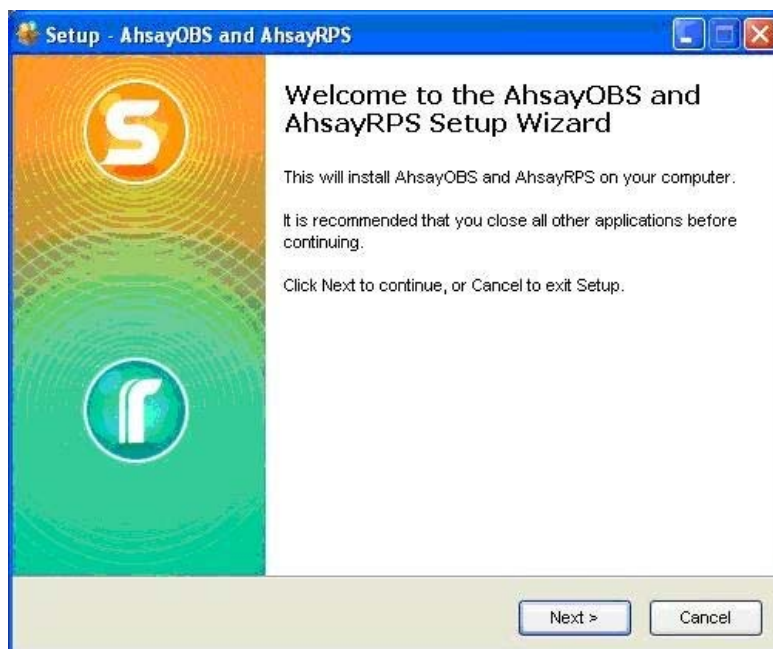 Setup - AhsayOBS and AhsayRPS
Welcome to the AhsayOBS and
AhsayRPS Setup Wizard
This will install AhsayOBS and AhsayRPS on your computer.
It is recommended that you close all other applications before
continuing.
Click Next to continue, or Cancel to exit Setup.
S
r
Next >
Cancel